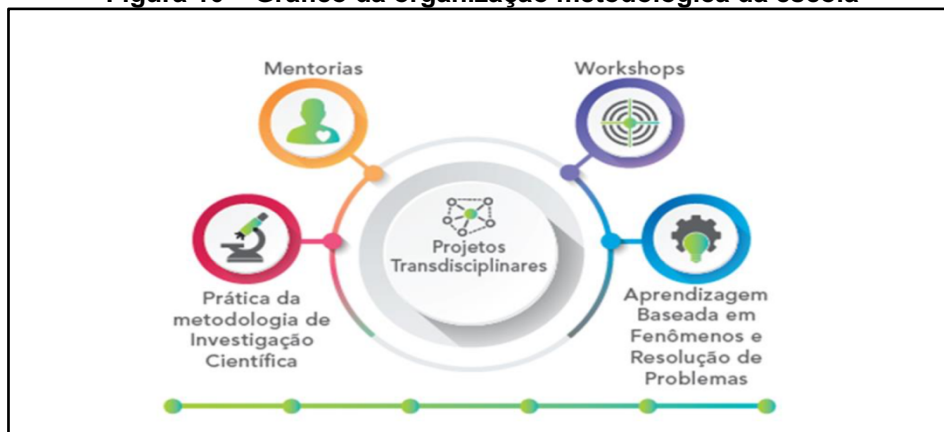 Figura 10 – Gráfico da organização metodológica da escola
Mentorias
Workshops
Projetos
Transdisciplinares
Prática da
metodologia de
Investigação
Científica
Aprendizagem
Baseada em
Fenômenos e
Resolução de
Problemas